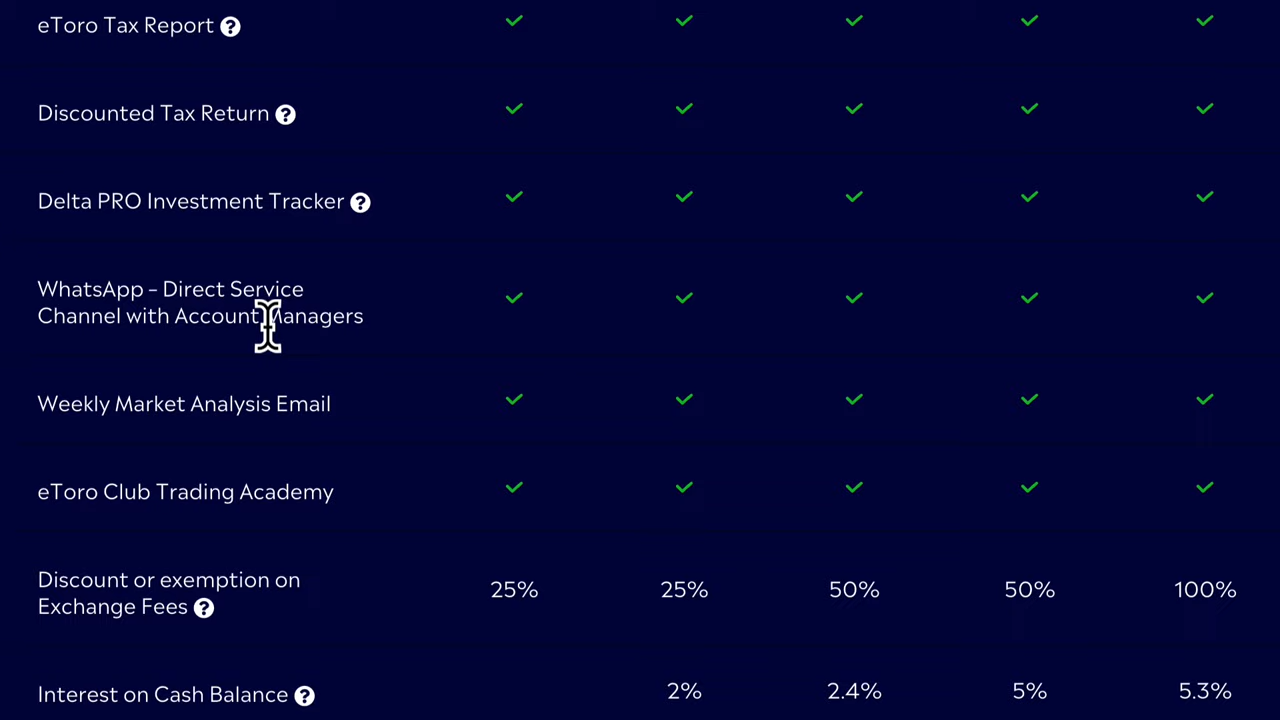 eToro Tax Report ?
Discounted Tax Return ?
Delta PRO Investment Tracker ?
WhatsApp – Direct Service
Channel with Account Managers
Weekly Market Analysis Email
eToro Club Trading Academy
Discount or exemption on
Exchange Fees ?
25% 25% 50% 50% 100%
Interest on Cash Balance ?
2% 2.4% 5% 5.3%